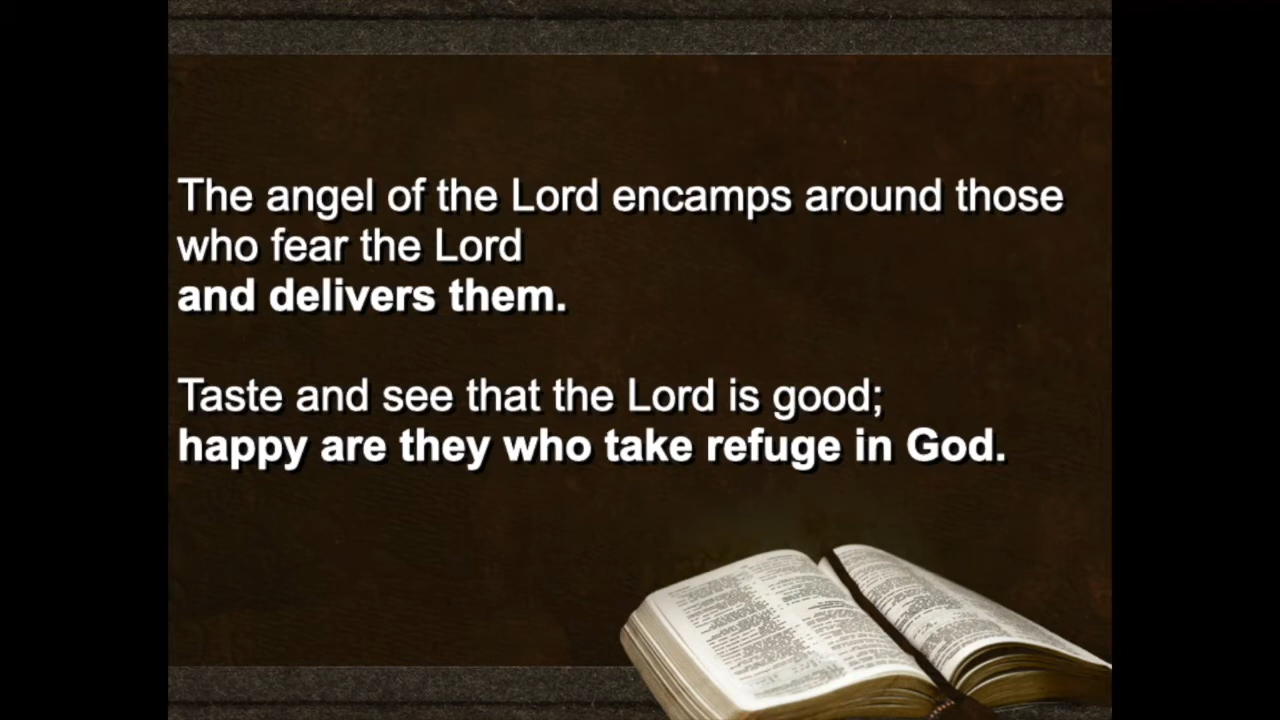 The angel of the Lord encamps around those
who fear the Lord
and delivers them.
Taste and see that the Lord is good;
happy are they who take refuge in God.